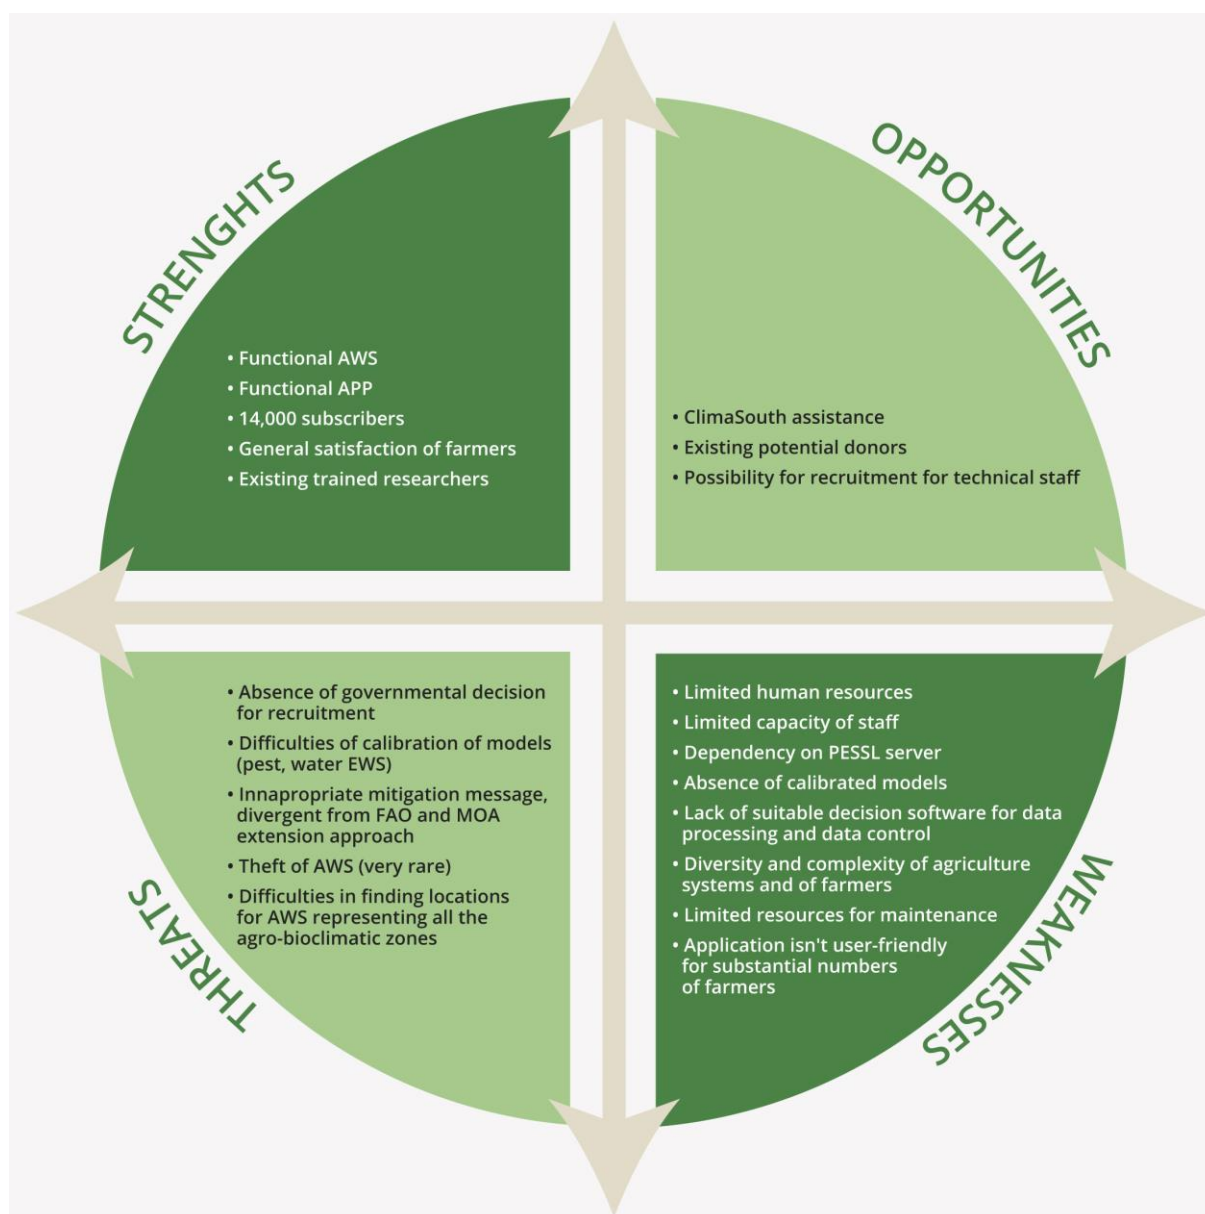 STRENGHTS
• Functional AWS
• Functional APP
• 14,000 subscribers
• General satisfaction of farmers
• Existing trained researchers
OPPORTUNITIES
• ClimaSouth assistance
• Existing potential donors
• Possibility for recruitment for technical staff
THREATS
• Absence of governmental decision
for recruitment
• Difficulties of calibration of models
(pest, water EWS)
• Innapropriate mitigation message,
divergent from FAO and MOA
extension approach
• Theft of AWS (very rare)
• Difficulties in finding locations
for AWS representing all the
agro-bioclimatic zones
WEAKNESSES
• Limited human resources
• Limited capacity of staff
• Dependency on PESSL server
• Absence of calibrated models
• Lack of suitable decision software for data
processing and data control
• Diversity and complexity of agriculture
systems and of farmers
• Limited resources for maintenance
• Application isn't user-friendly
for substantial numbers
of farmers